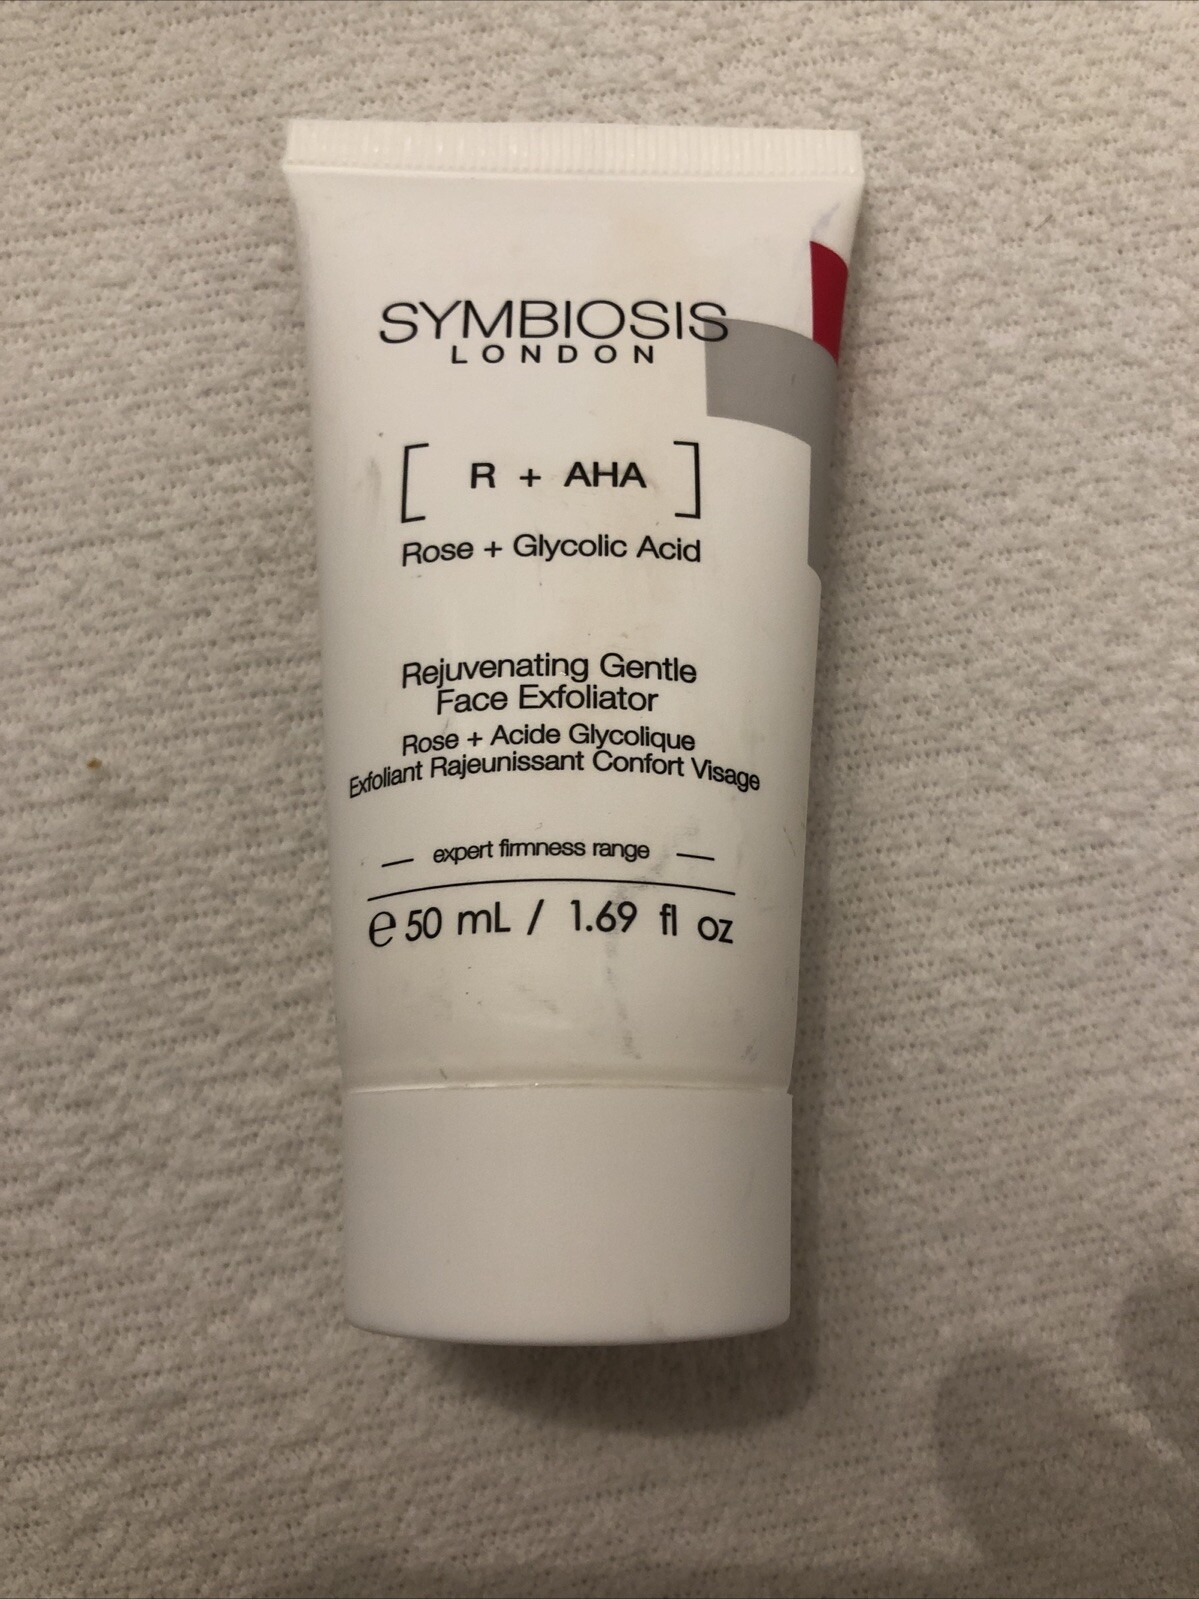 SYMBIOSIS
LONDON
[ R + AHA ]
Rose + Glycolic Acid
Rejuvenating Gentle
Face Exfoliator
Rose + Acide Glycolique
Exfoliant Rajeunissant Confort Visage
— expert firmness range —
℮ 50 mL / 1.69 fl oz